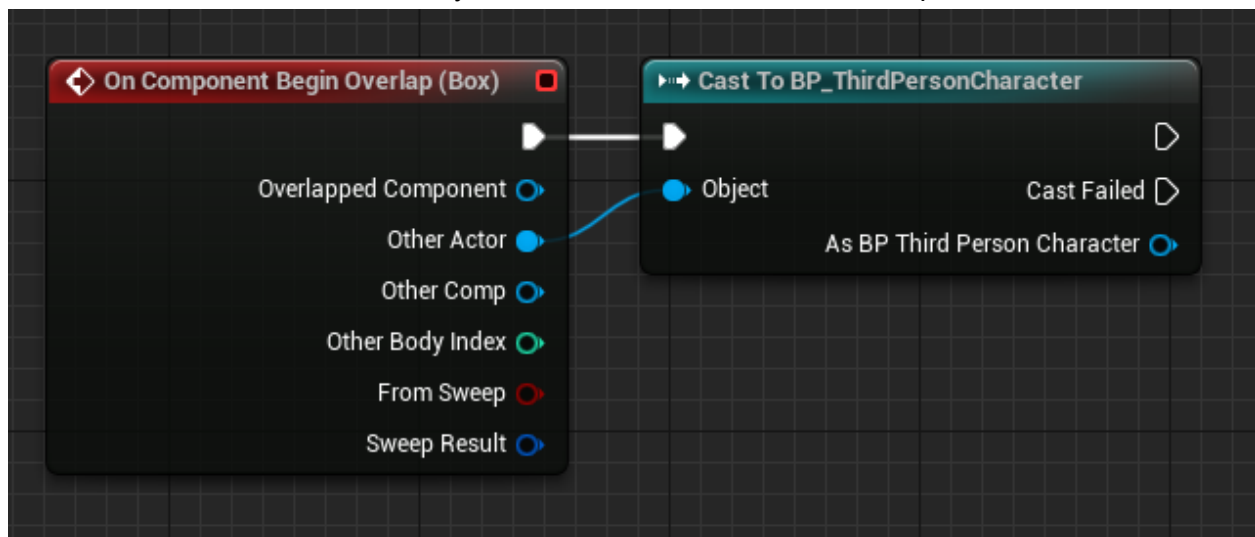 On Component Begin Overlap (Box)
Overlapped Component
Other Actor
Other Comp
Other Body Index
From Sweep
Sweep Result
Cast To BP_ThirdPersonCharacter
Object
Cast Failed
As BP Third Person Character